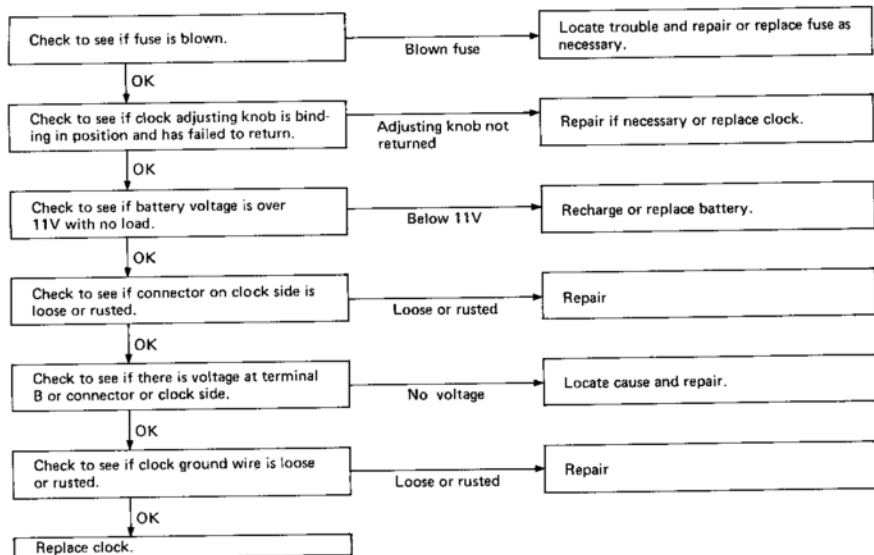 Check to see if fuse is blown.
Blown fuse
Locate trouble and repair or replace fuse as
necessary.
OK
Check to see if clock adjusting knob is bind-
ing in position and has failed to return.
Adjusting knob not
returned
Repair if necessary or replace clock.
OK
Check to see if battery voltage is over
11V with no load.
Below 11V
Recharge or replace battery.
OK
Check to see if connector on clock side is
loose or rusted.
Loose or rusted
Repair
OK
Check to see if there is voltage at terminal
B or connector or clock side.
No voltage
Locate cause and repair.
OK
Check to see if clock ground wire is loose
or rusted.
Loose or rusted
Repair
OK
Replace clock.